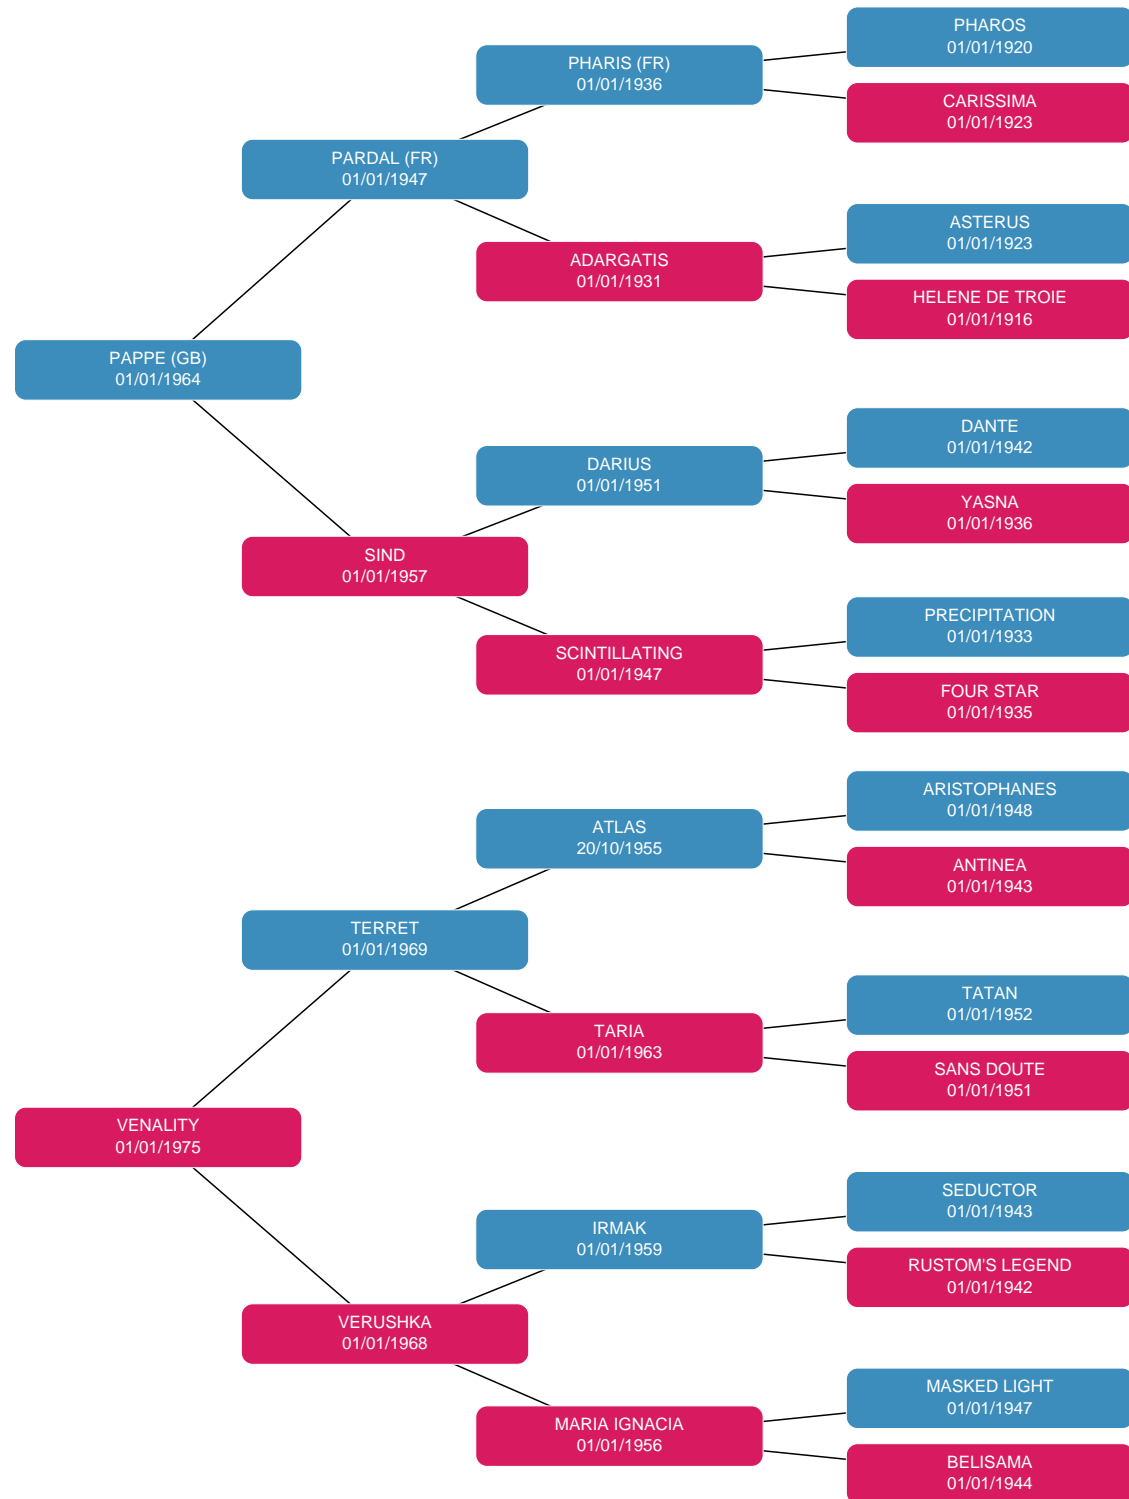 PHAROS
01/01/1920
PHARIS (FR)
01/01/1936
CARISSIMA
01/01/1923
PARDAL (FR)
01/01/1947
ASTERUS
01/01/1923
ADARGATIS
01/01/1931
HELENE DE TROIE
01/01/1916
PAPPE (GB)
01/01/1964
DANTE
01/01/1942
DARIUS
01/01/1951
YASNA
01/01/1936
SIND
01/01/1957
PRECIPITATION
01/01/1933
SCINTILLATING
01/01/1947
FOUR STAR
01/01/1935
ARISTOPHANES
01/01/1948
ATLAS
20/10/1955
ANTINEA
01/01/1943
TERRET
01/01/1969
TATAN
01/01/1952
TARIA
01/01/1963
SANS DOUTE
01/01/1951
VENALITY
01/01/1975
SEDUCTOR
01/01/1943
IRMAK
01/01/1959
RUSTOM'S LEGEND
01/01/1942
VERUSHKA
01/01/1968
MASKED LIGHT
01/01/1947
MARIA IGNACIA
01/01/1956
BELISAMA
01/01/1944